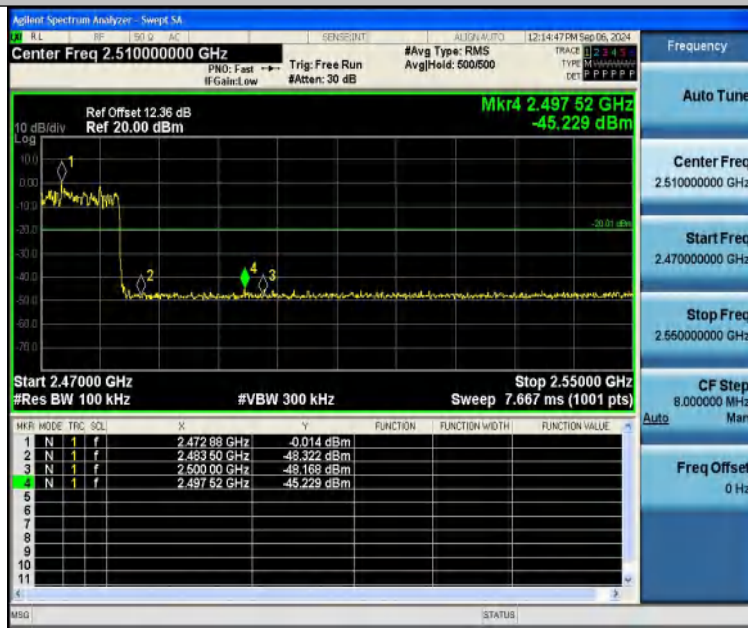 Agilent Spectrum Analyzer - Swept SA
RL RF 50 Ω AC SENSE:INT ALIGN AUTO 12:14:47 PM Sep 06, 2024
Center Freq 2.510000000 GHz
PNO: Fast
IFGain:Low
Trig: Free Run
#Atten: 30 dB
#Avg Type: RMS
Avg|Hold: 500/500
TRACE 1 2 3 4 5 6
TYPE M
DET P P P P P P
Frequency
Auto Tune
Center Freq
2.510000000 GHz
Start Freq
2.470000000 GHz
Stop Freq
2.550000000 GHz
CF Step
8.000000 MHz
Auto Man
Freq Offset
0 Hz
Mkr4 2.497 52 GHz
-45.229 dBm
Ref Offset 12.36 dB
10 dB/div Ref 20.00 dBm
Log
10.0
0.00
-10.0
-20.0
-30.0
-40.0
-50.0
-60.0
-70.0
-20.01 dBm
1
2
4
3
Start 2.47000 GHz Stop 2.55000 GHz
#Res BW 100 kHz #VBW 300 kHz Sweep 7.667 ms (1001 pts)
MKR MODE TRC SCL X Y FUNCTION FUNCTION WIDTH FUNCTION VALUE
1 N 1 f 2.472 88 GHz -0.014 dBm
2 N 1 f 2.483 50 GHz -48.322 dBm
3 N 1 f 2.500 00 GHz -48.168 dBm
4 N 1 f 2.497 52 GHz -45.229 dBm
5
6
7
8
9
10
11
MSG STATUS